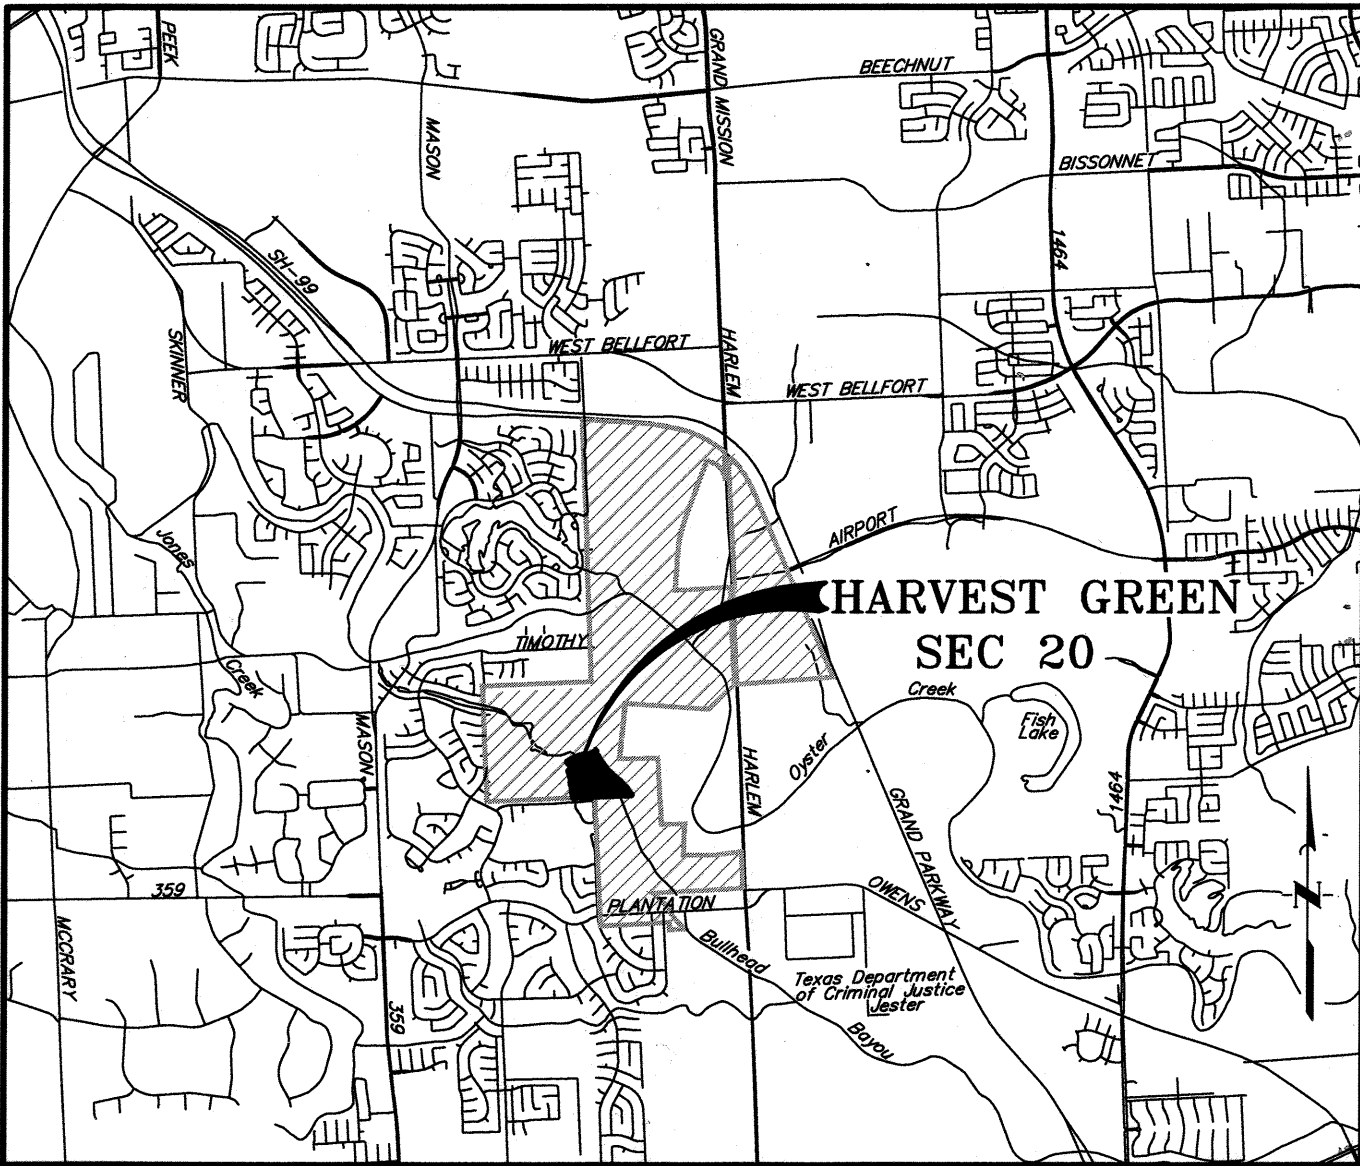 PEEK
GRAND MISSION
BEECHNUT
MASON
BISSONNET
1464
SH-99
SKINNER
WEST BELLFORT
HARLEM
WEST BELLFORT
AIRPORT
Jones
Creek
HARVEST GREEN
SEC 20
TIMOTHY
Creek
Fish
Lake
MASON
HARLEM
Oyster
1464
GRAND PARKWAY
359
OWENS
PLANTATION
N
MCCRARY
Bullhead
Texas Department
of Criminal Justice
Jester
359
Bayou